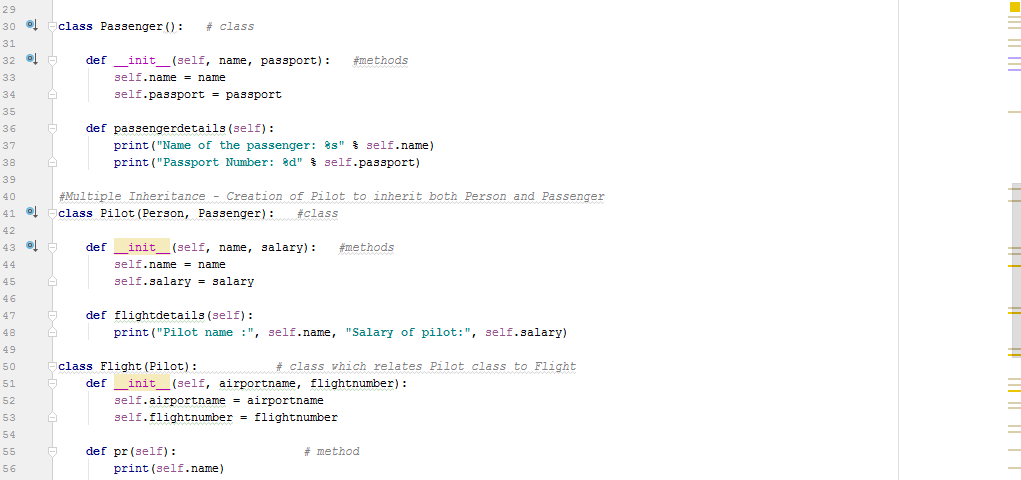 29
30 class Passenger():   # class
31
32     def __init__(self, name, passport):   #methods
33         self.name = name
34         self.passport = passport
35
36     def passengerdetails(self):
37         print("Name of the passenger: %s" % self.name)
38         print("Passport Number: %d" % self.passport)
39
40 #Multiple Inheritance - Creation of Pilot to inherit both Person and Passenger
41 class Pilot(Person, Passenger):   #class
42
43     def __init__(self, name, salary):   #methods
44         self.name = name
45         self.salary = salary
46
47     def flightdetails(self):
48         print("Pilot name :", self.name, "Salary of pilot:", self.salary)
49
50 class Flight(Pilot):           # class which relates Pilot class to Flight
51     def __init__(self, airportname, flightnumber):
52         self.airportname = airportname
53         self.flightnumber = flightnumber
54
55     def pr(self):                  # method
56         print(self.name)